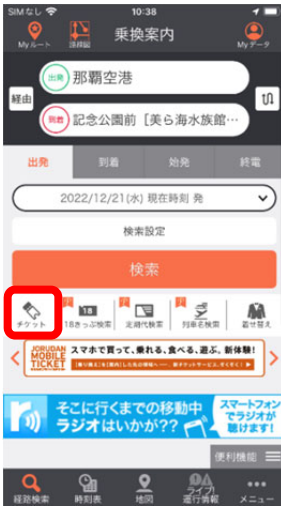 SIMなし 10:38
Myルート 路線図 乗換案内 Myデータ
出発 那覇空港
経由
到着 記念公園前［美ら海水族館…
出発 到着 始発 終電
2022/12/21(水) 現在時刻 発
検索設定
検索
チケット 18きっぷ検索 定期代検索 列車名検索 着せ替え
JORUDAN MOBILE TICKET
スマホで買って、乗れる、食べる、遊ぶ。新体験！
そこに行くまでの移動中
ラジオはいかが??
スマートフォンでラジオが聴けます!
便利機能
経路検索 時刻表 地図 ライブ！運行情報 メニュー